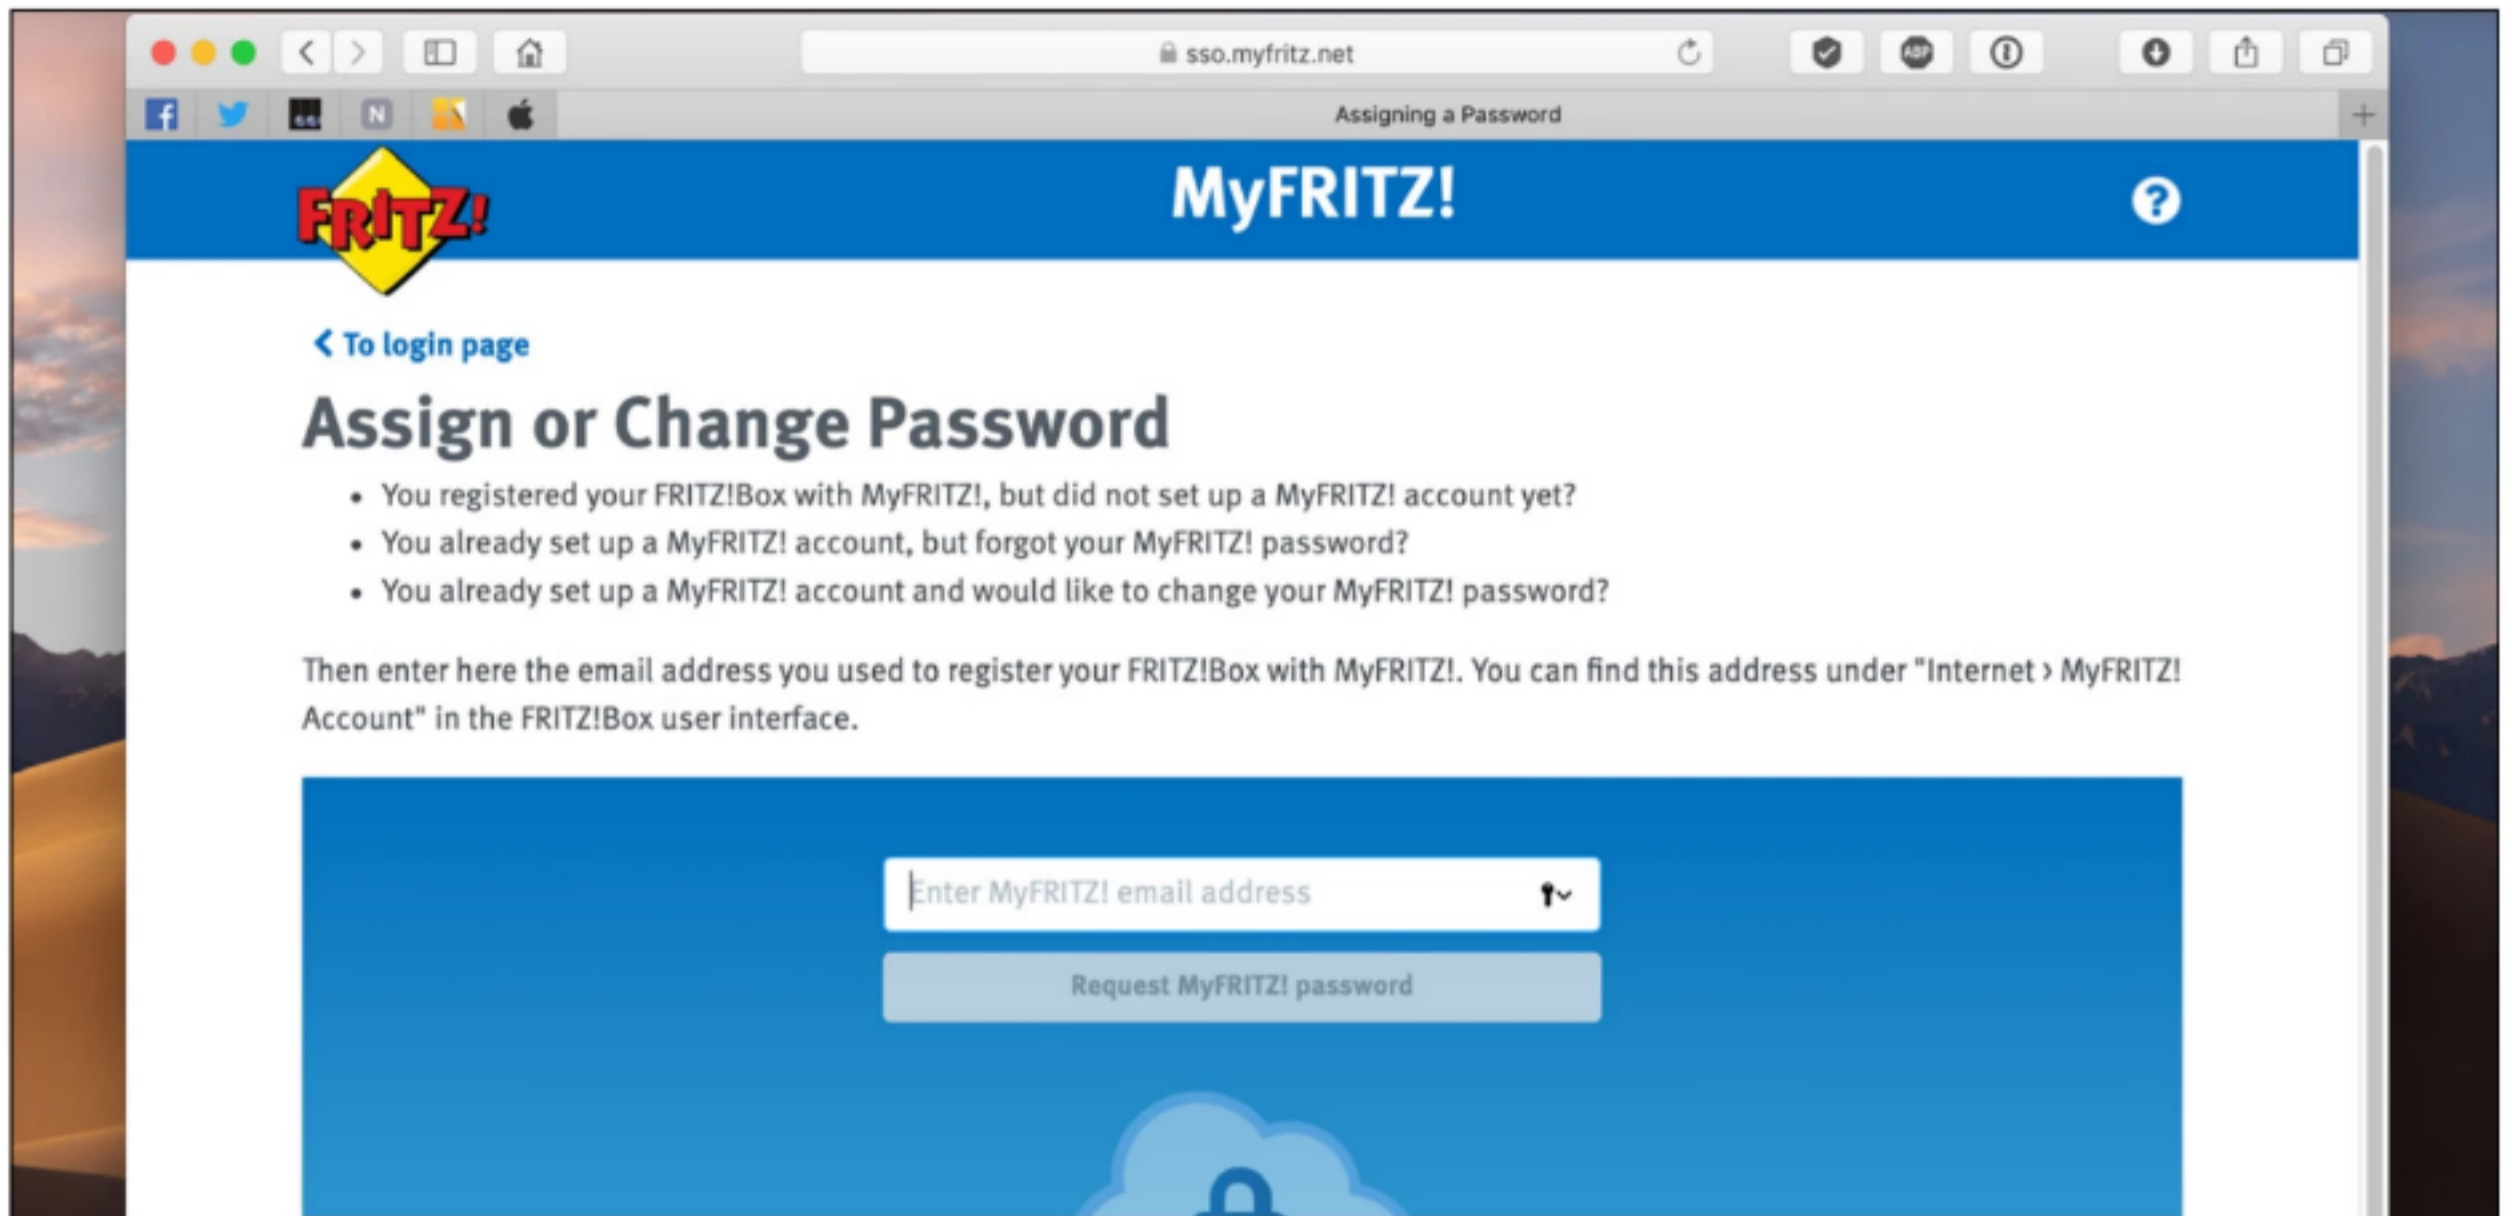 sso.myfritz.net
ABP
N
Assigning a Password
FRITZ!
MyFRITZ!
?
To login page
Assign or Change Password
• You registered your FRITZ!Box with MyFRITZ!, but did not set up a MyFRITZ! account yet?
• You already set up a MyFRITZ! account, but forgot your MyFRITZ! password?
• You already set up a MyFRITZ! account and would like to change your MyFRITZ! password?
Then enter here the email address you used to register your FRITZ!Box with MyFRITZ!. You can find this address under "Internet > MyFRITZ!
Account" in the FRITZ!Box user interface.
Enter MyFRITZ! email address
Request MyFRITZ! password